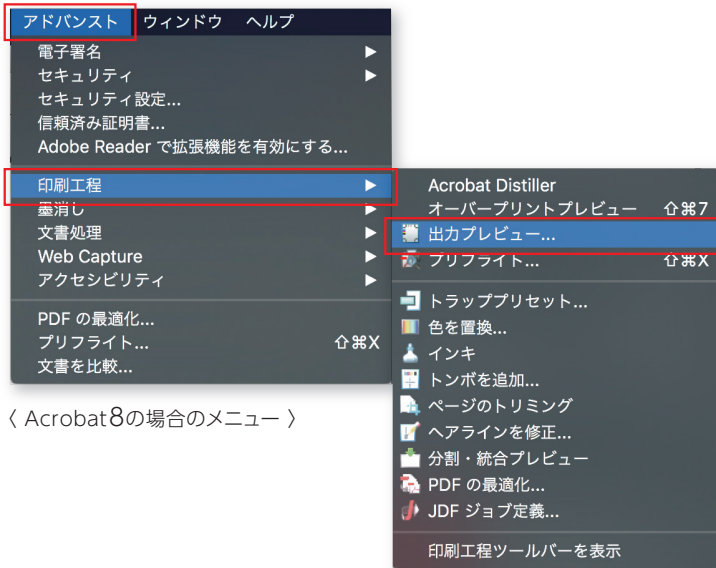 アドバンスト ウィンドウ ヘルプ
電子署名 ▶
セキュリティ ▶
セキュリティ設定...
信頼済み証明書...
Adobe Reader で拡張機能を有効にする...
印刷工程 ▶
墨消し ▶
文書処理 ▶
Web Capture ▶
アクセシビリティ ▶
PDF の最適化...
プリフライト... ⇧⌘X
文書を比較...
〈 Acrobat8の場合のメニュー 〉
Acrobat Distiller
オーバープリントプレビュー ⇧⌘7
出力プレビュー...
プリフライト... ⇧⌘X
トラッププリセット...
色を置換...
インキ
トンボを追加...
ページのトリミング
ヘアラインを修正...
分割・統合プレビュー
PDF の最適化...
JDF ジョブ定義...
印刷工程ツールバーを表示